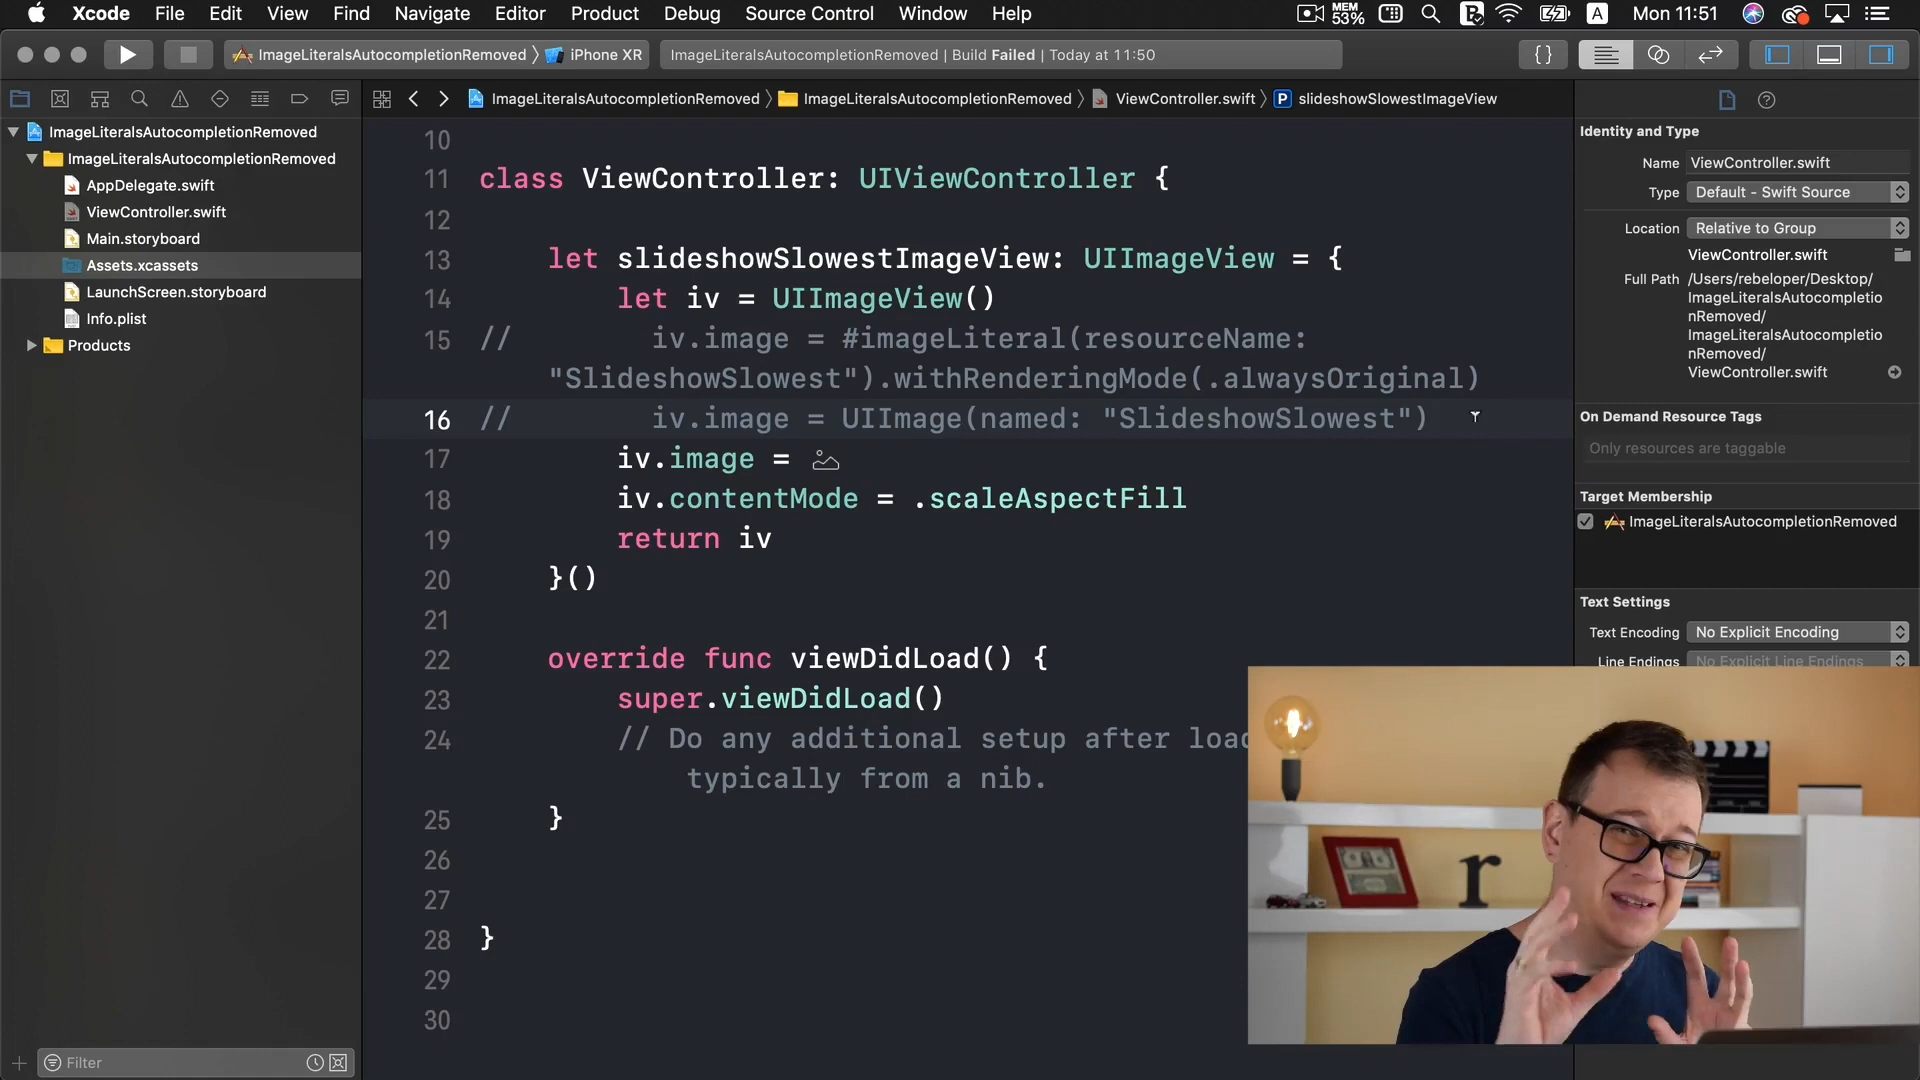 Xcode File Edit View Find Navigate Editor Product Debug Source Control Window Help MEM 53% A Mon 11:51
ImageLiteralsAutocompletionRemoved iPhone XR ImageLiteralsAutocompletionRemoved | Build Failed | Today at 11:50 {}
ImageLiteralsAutocompletionRemoved ImageLiteralsAutocompletionRemoved ViewController.swift P slideshowSlowestImageView
ImageLiteralsAutocompletionRemoved
ImageLiteralsAutocompletionRemoved
AppDelegate.swift
ViewController.swift
Main.storyboard
Assets.xcassets
LaunchScreen.storyboard
Info.plist
Products
Filter
10
11 class ViewController: UIViewController {
12
13 let slideshowSlowestImageView: UIImageView = {
14 let iv = UIImageView()
15 // iv.image = #imageLiteral(resourceName:
"SlideshowSlowest").withRenderingMode(.alwaysOriginal)
16 // iv.image = UIImage(named: "SlideshowSlowest")
17 iv.image =
18 iv.contentMode = .scaleAspectFill
19 return iv
20 }()
21
22 override func viewDidLoad() {
23 super.viewDidLoad()
24 // Do any additional setup after load
typically from a nib.
25 }
26
27
28 }
29
30
Identity and Type
Name ViewController.swift
Type Default - Swift Source
Location Relative to Group
ViewController.swift
Full Path /Users/rebeloper/Desktop/
ImageLiteralsAutocompletio
nRemoved/
ImageLiteralsAutocompletio
nRemoved/
ViewController.swift
On Demand Resource Tags
Only resources are taggable
Target Membership
ImageLiteralsAutocompletionRemoved
Text Settings
Text Encoding No Explicit Encoding
Line Endings No Explicit Line Endings
r